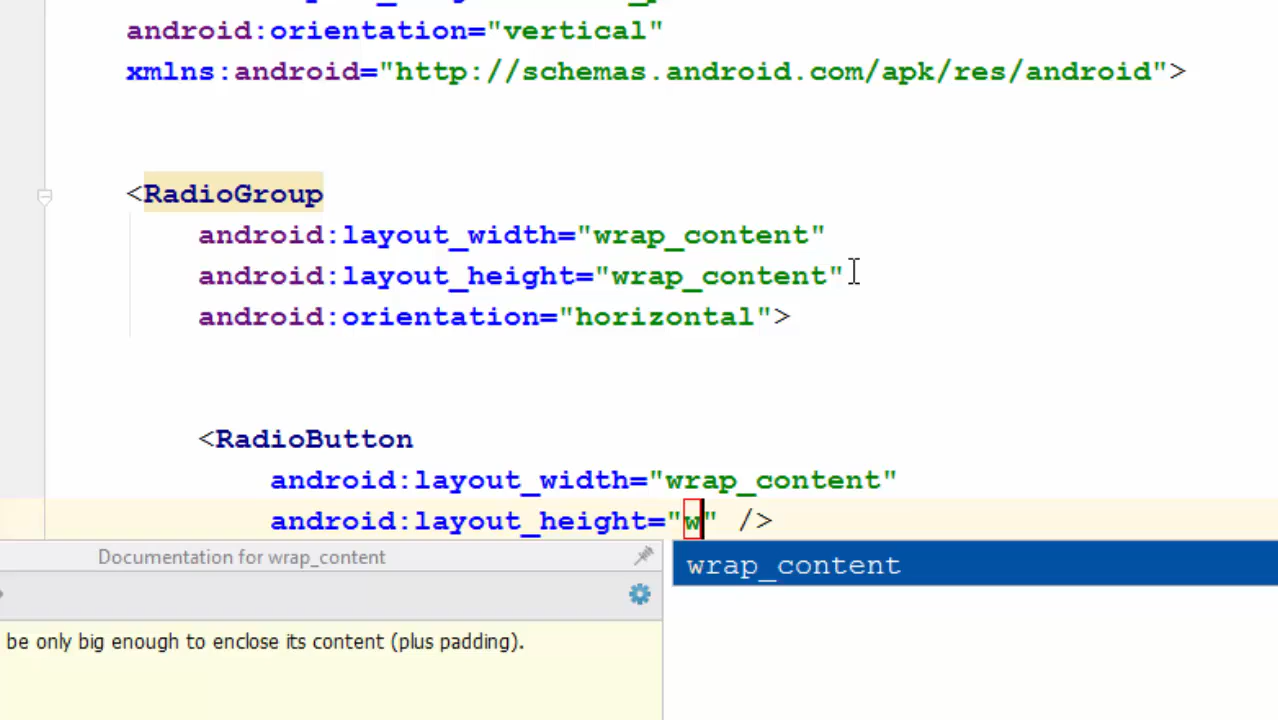 android:orientation="vertical"
xmlns:android="http://schemas.android.com/apk/res/android">
<RadioGroup
android:layout_width="wrap_content"
android:layout_height="wrap_content"
android:orientation="horizontal">
<RadioButton
android:layout_width="wrap_content"
android:layout_height="w" />
Documentation for wrap_content
wrap_content
be only big enough to enclose its content (plus padding).